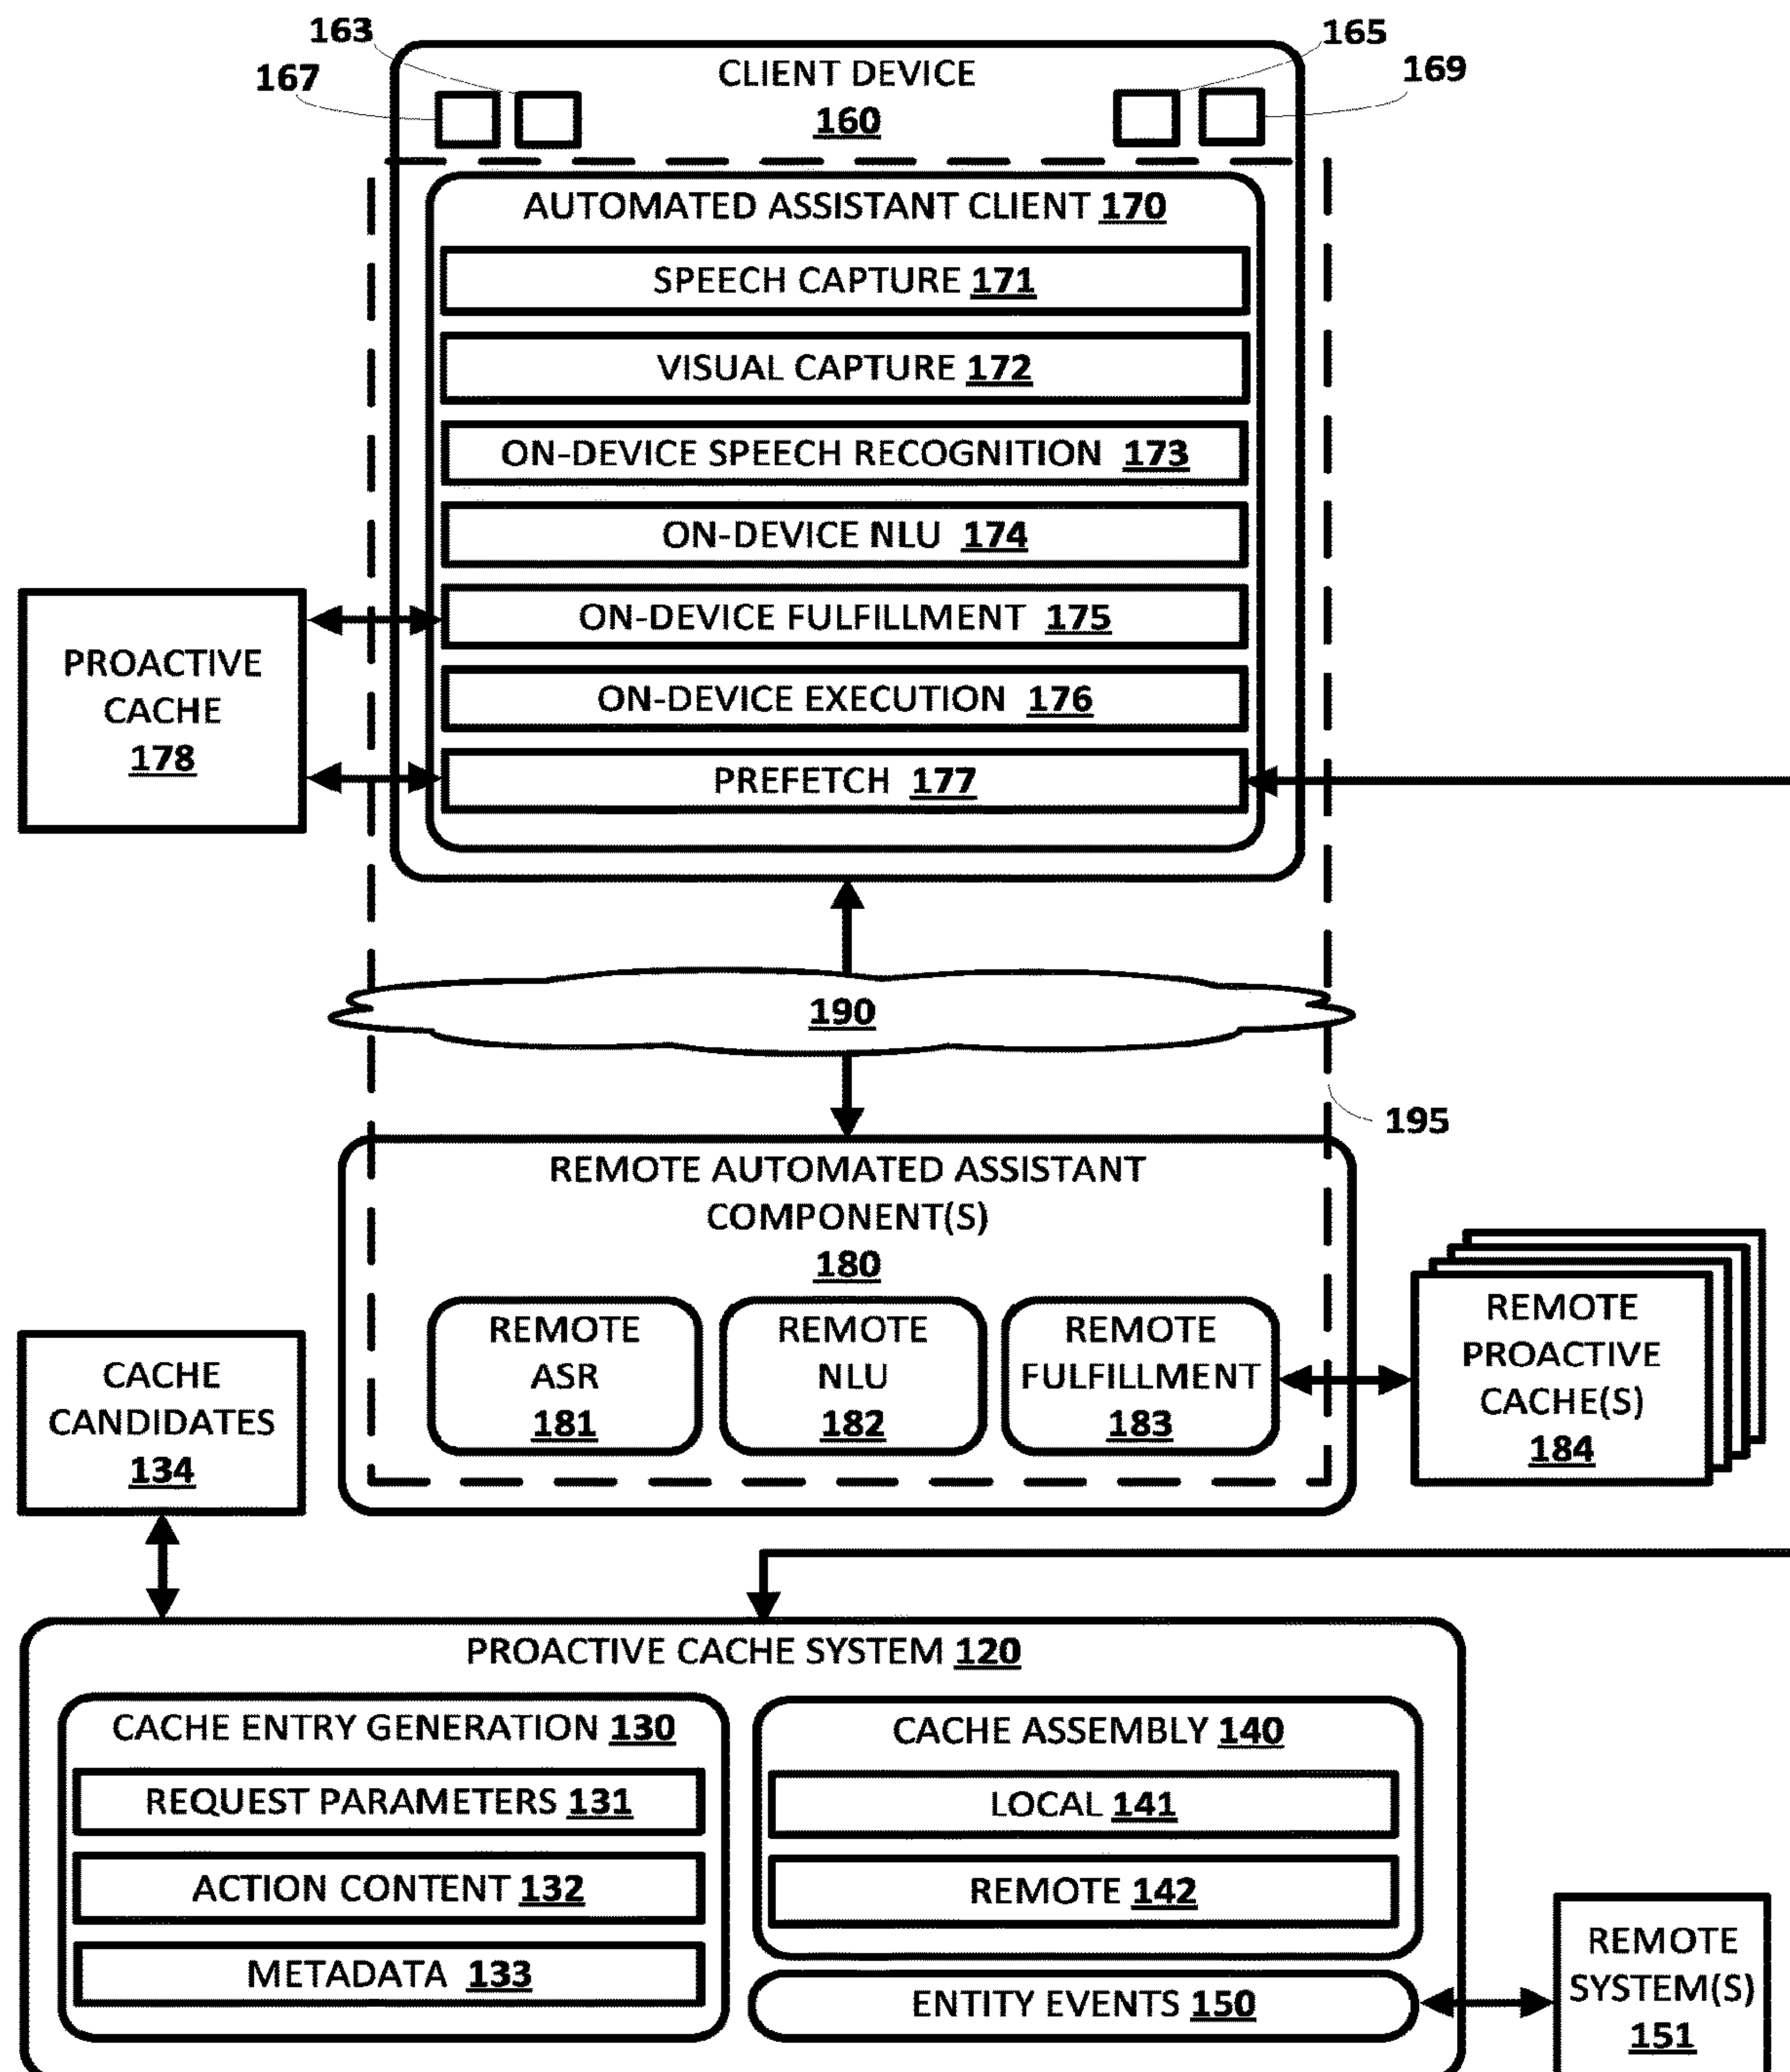 163
165
167
169
CLIENT DEVICE
160
AUTOMATED ASSISTANT CLIENT 170
SPEECH CAPTURE 171
VISUAL CAPTURE 172
ON-DEVICE SPEECH RECOGNITION 173
ON-DEVICE NLU 174
ON-DEVICE FULFILLMENT 175
ON-DEVICE EXECUTION 176
PREFETCH 177
PROACTIVE
CACHE
178
190
195
REMOTE AUTOMATED ASSISTANT
COMPONENT(S)
180
REMOTE
ASR
181
REMOTE
NLU
182
REMOTE
FULFILLMENT
183
REMOTE
PROACTIVE
CACHE(S)
184
CACHE
CANDIDATES
134
PROACTIVE CACHE SYSTEM 120
CACHE ENTRY GENERATION 130
REQUEST PARAMETERS 131
ACTION CONTENT 132
METADATA 133
CACHE ASSEMBLY 140
LOCAL 141
REMOTE 142
ENTITY EVENTS 150
REMOTE
SYSTEM(S)
151